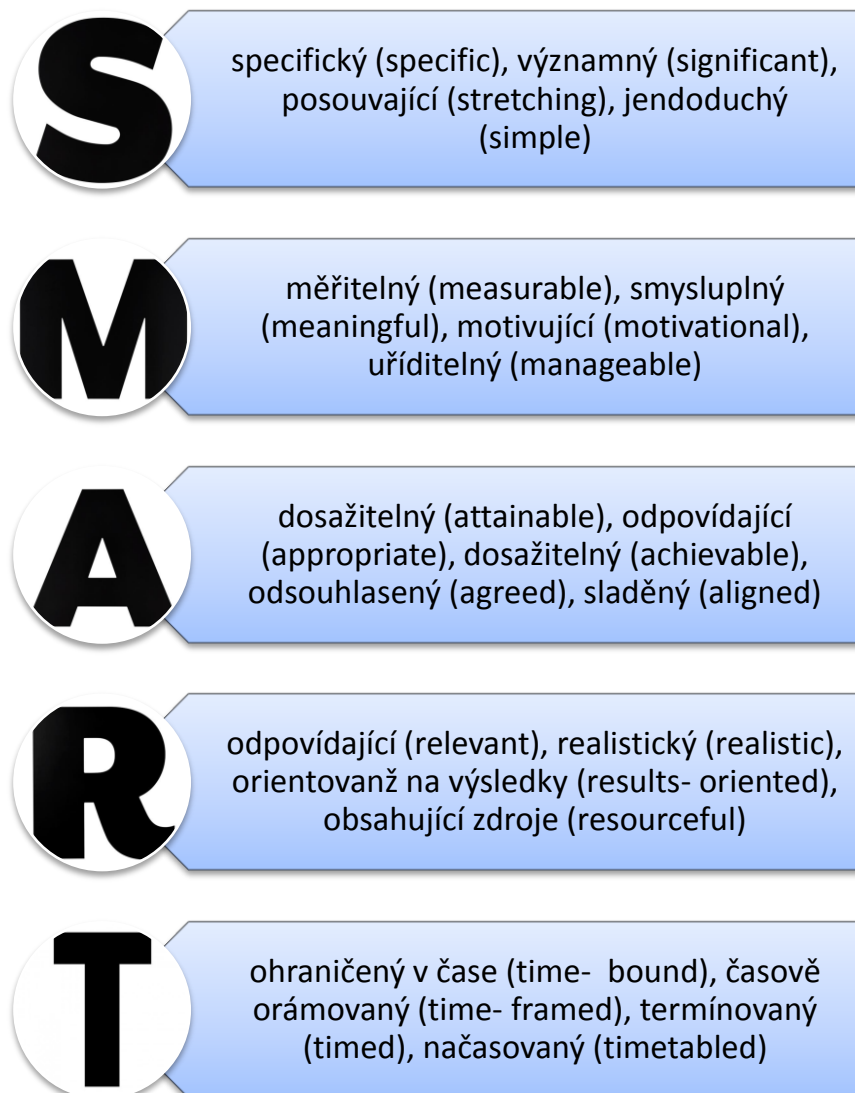 S
specifický (specific), významný (significant),
posouvající (stretching), jendoduchý
(simple)
M
měřitelný (measurable), smysluplný
(meaningful), motivující (motivational),
uříditelný (manageable)
A
dosažitelný (attainable), odpovídající
(appropriate), dosažitelný (achievable),
odsouhlasený (agreed), sladěný (aligned)
R
odpovídající (relevant), realistický (realistic),
orientovanž na výsledky (results- oriented),
obsahující zdroje (resourceful)
T
ohraničený v čase (time-  bound), časově
orámovaný (time- framed), termínovaný
(timed), načasovaný (timetabled)